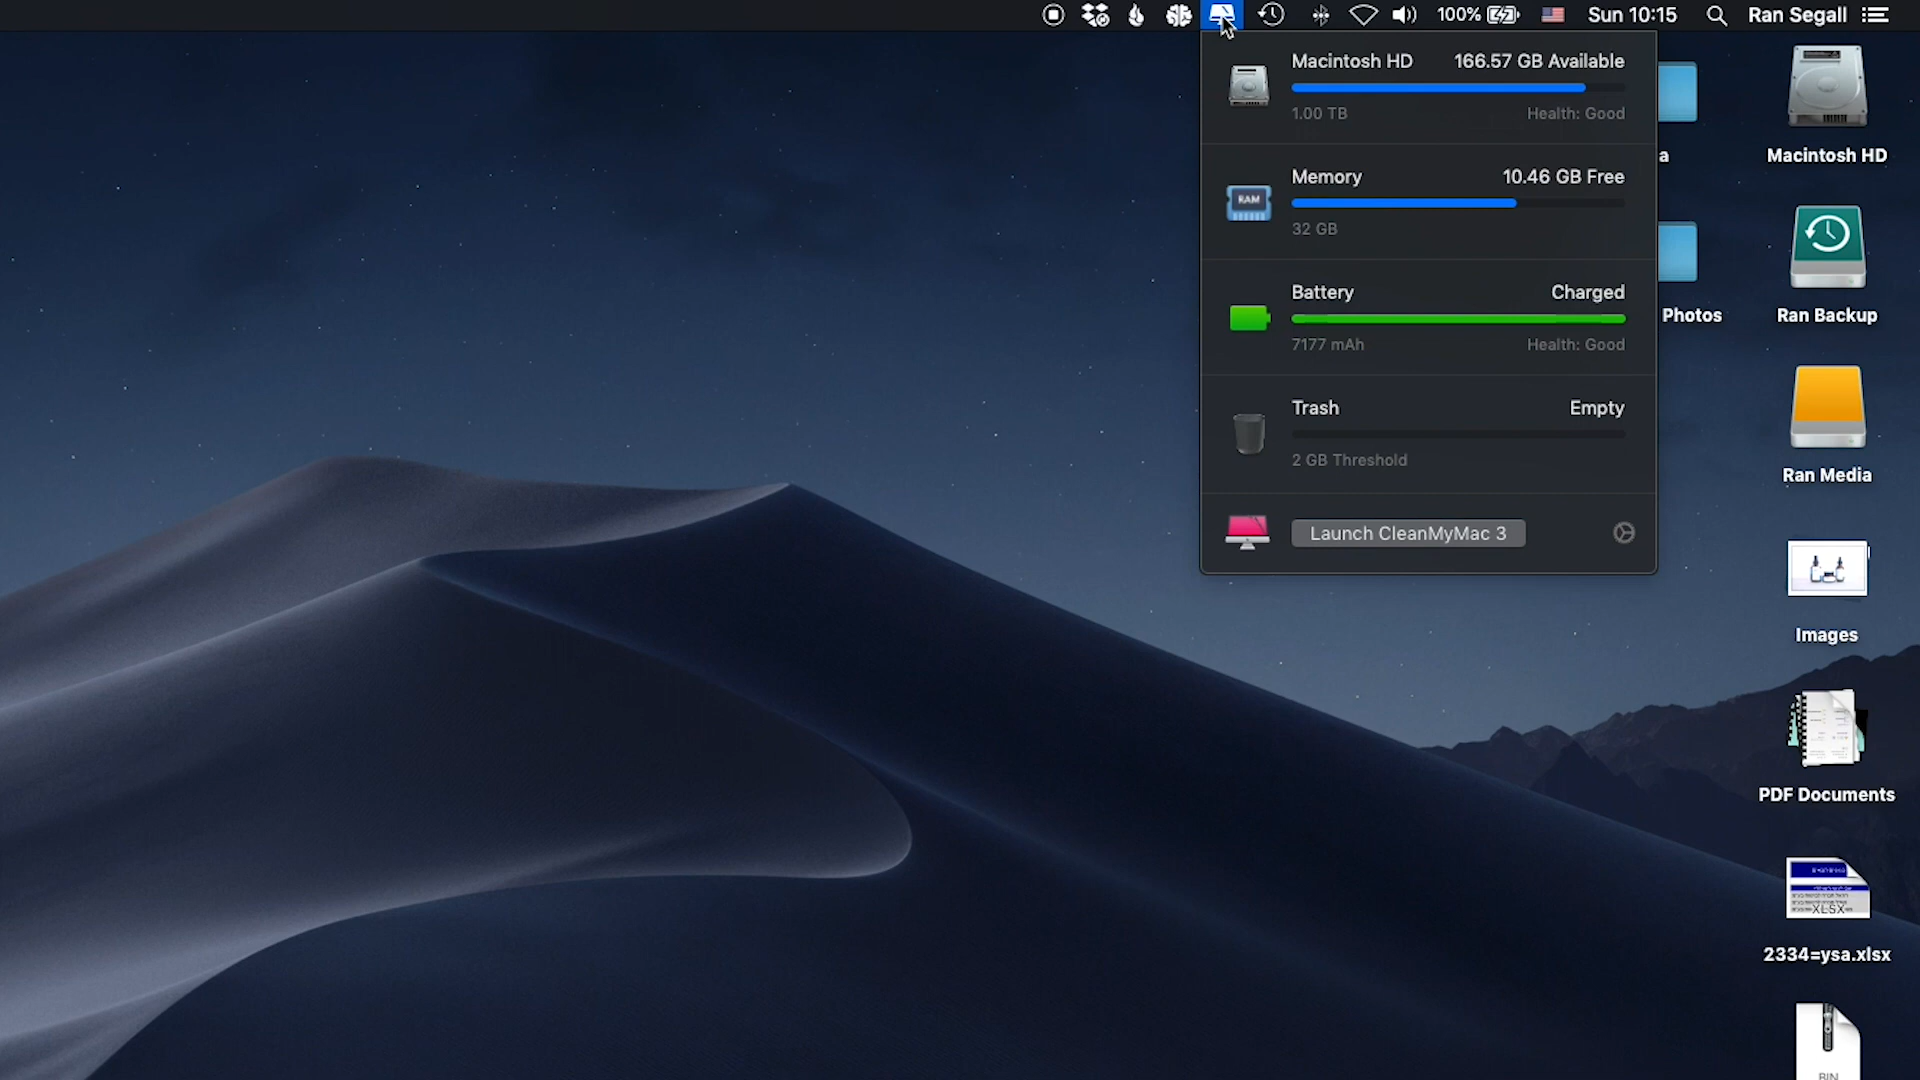 100%
Sun 10:15
Ran Segall
Macintosh HD 166.57 GB Available
1.00 TB Health: Good
RAM
Memory 10.46 GB Free
32 GB
Battery Charged
7177 mAh Health: Good
Trash Empty
2 GB Threshold
Launch CleanMyMac 3
a
Photos
Macintosh HD
Ran Backup
Ran Media
Images
PDF Documents
XLSX
2334=ysa.xlsx
BIN